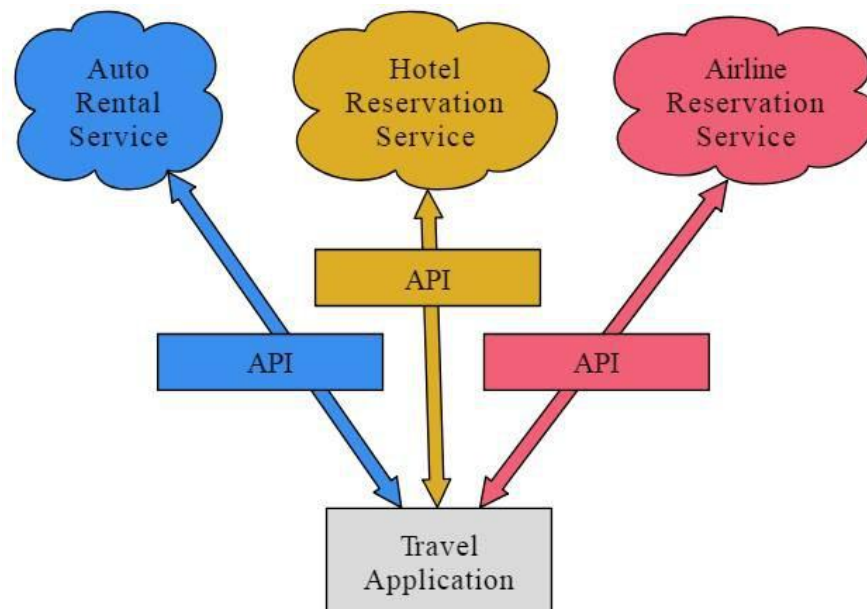 Auto
Rental
Service
Hotel
Reservation
Service
Airline
Reservation
Service
API
API
API
Travel
Application